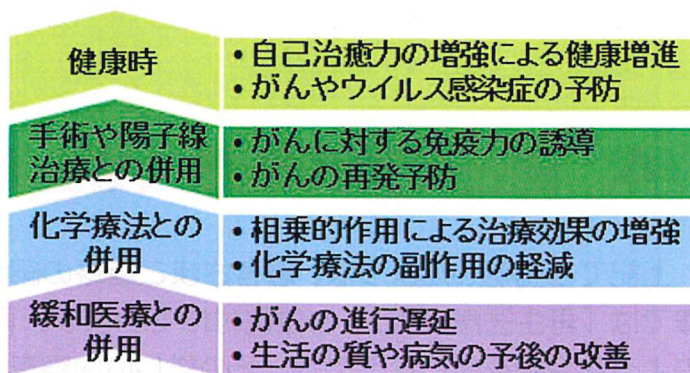 健康時
・自己治癒力の増強による健康増進
・がんやウイルス感染症の予防
手術や陽子線
治療との併用
・がんに対する免疫力の誘導
・がんの再発予防
化学療法との
併用
・相乗的作用による治療効果の増強
・化学療法の副作用の軽減
緩和医療との
併用
・がんの進行遅延
・生活の質や病気の予後の改善